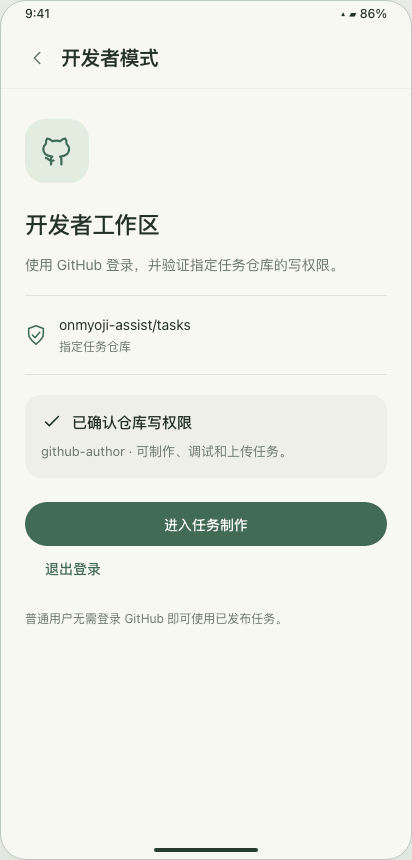 9:41
86%
开发者模式
开发者工作区
使用 GitHub 登录，并验证指定任务仓库的写权限。
onmyoji-assist/tasks
指定任务仓库
已确认仓库写权限
github-author · 可制作、调试和上传任务。
进入任务制作
退出登录
普通用户无需登录 GitHub 即可使用已发布任务。